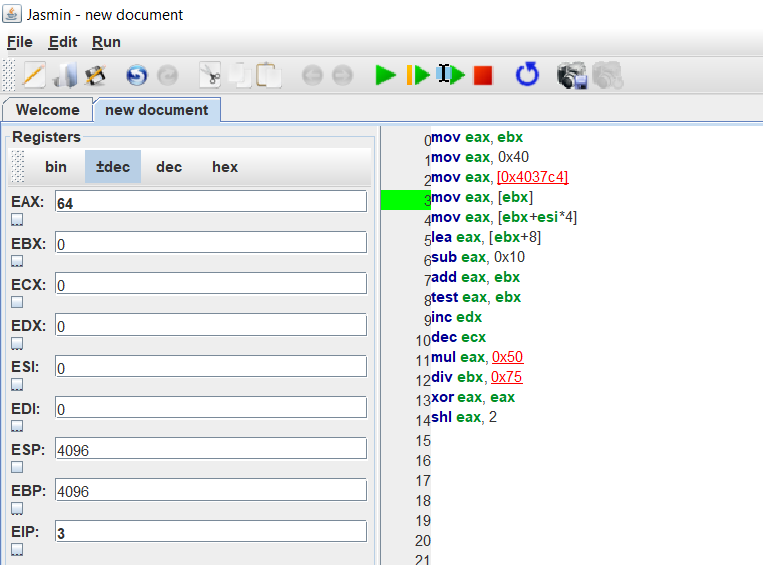 Jasmin - new document
File Edit Run
Welcome new document
Registers
bin ±dec dec hex
EAX: 64
EBX: 0
ECX: 0
EDX: 0
ESI: 0
EDI: 0
ESP: 4096
EBP: 4096
EIP: 3
0 mov eax, ebx
1 mov eax, 0x40
2 mov eax, [0x4037c4]
3 mov eax, [ebx]
4 mov eax, [ebx+esi*4]
5 lea eax, [ebx+8]
6 sub eax, 0x10
7 add eax, ebx
8 test eax, ebx
9 inc edx
10 dec ecx
11 mul eax, 0x50
12 div ebx, 0x75
13 xor eax, eax
14 shl eax, 2
15
16
17
18
19
20
21